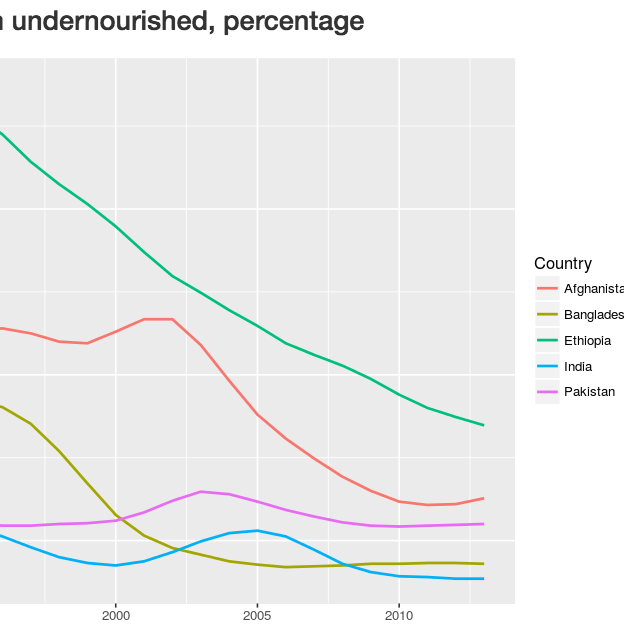 n undernourished, percentage
Country
Afghanista
Banglades
Ethiopia
India
Pakistan
2000 2005 2010